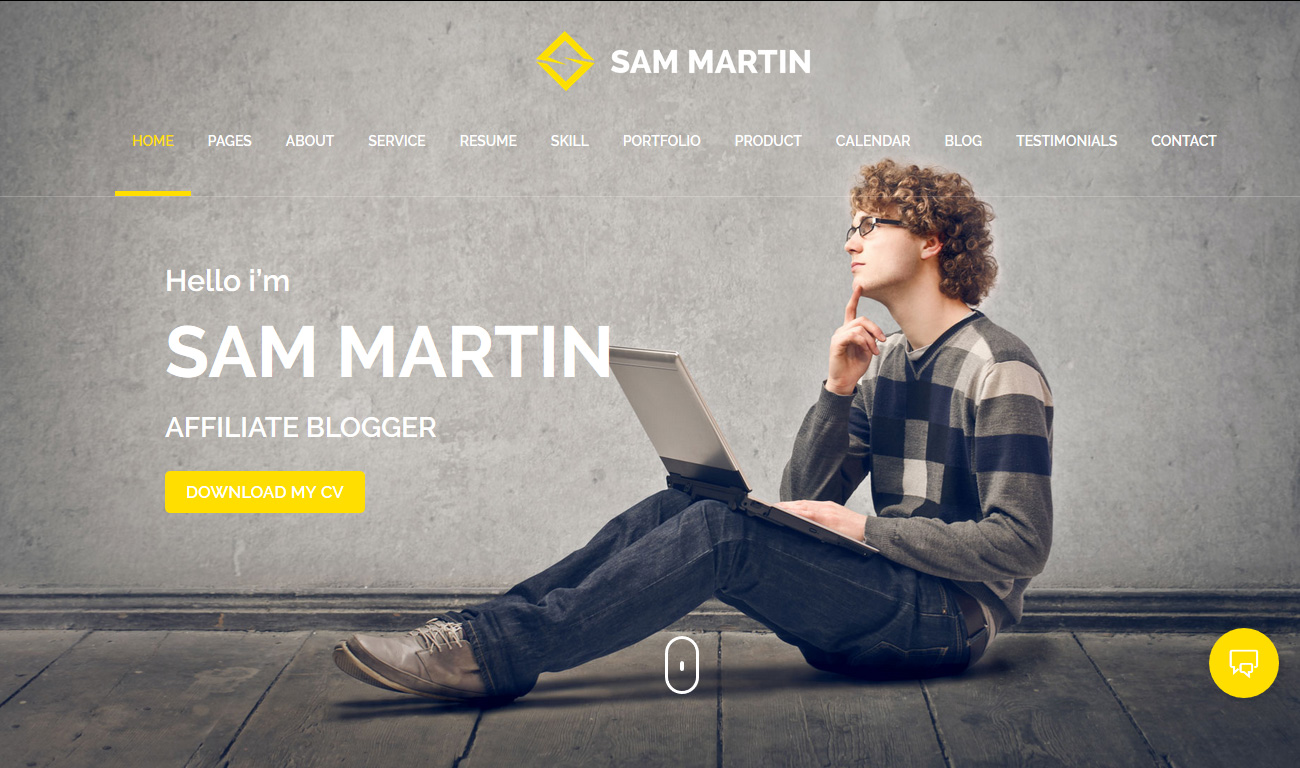 SAM MARTIN
HOME PAGES ABOUT SERVICE RESUME SKILL PORTFOLIO PRODUCT CALENDAR BLOG TESTIMONIALS CONTACT
Hello i'm
SAM MARTIN
AFFILIATE BLOGGER
DOWNLOAD MY CV